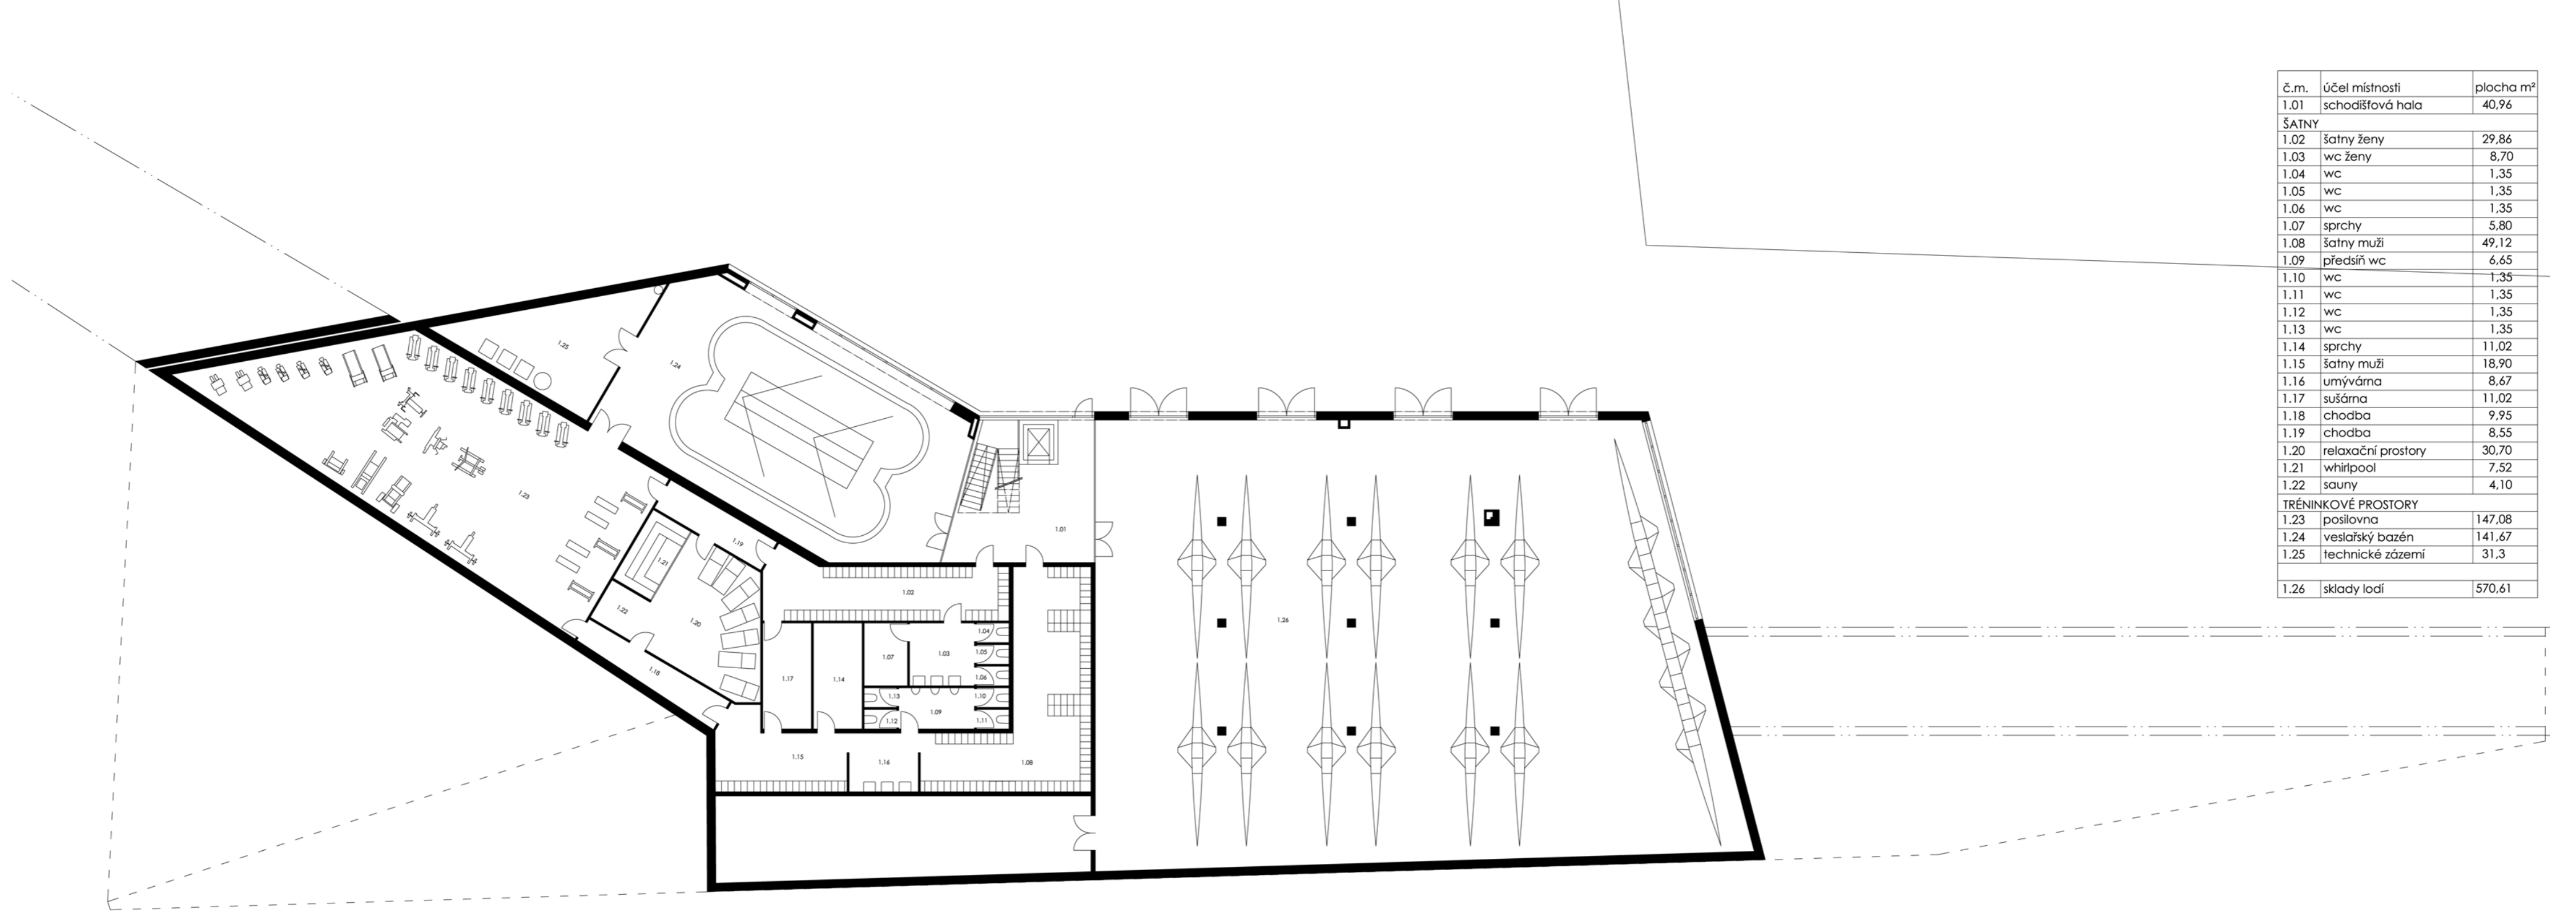 č.m. účel místnosti plocha m²
1.01 schodišťová hala 40,96
ŠATNY
1.02 šatny ženy 29,86
1.03 wc ženy 8,70
1.04 wc 1,35
1.05 wc 1,35
1.06 wc 1,35
1.07 sprchy 5,80
1.08 šatny muži 49,12
1.09 předsíň wc 6,65
1.10 wc 1,35
1.11 wc 1,35
1.12 wc 1,35
1.13 wc 1,35
1.14 sprchy 11,02
1.15 šatny muži 18,90
1.16 umývárna 8,67
1.17 sušárna 11,02
1.18 chodba 9,95
1.19 chodba 8,55
1.20 relaxační prostory 30,70
1.21 whirlpool 7,52
1.22 sauny 4,10
TRÉNINKOVÉ PROSTORY
1.23 posilovna 147,08
1.24 veslařský bazén 141,67
1.25 technické zázemí 31,3
1.26 sklady lodí 570,61
1.25
1.24
1.23
1.01
1.19
1.21
1.02
1.22
1.20
1.26
1.04
1.07
1.03
1.05
1.18
1.17
1.14
1.06
1.13
1.10
1.09
1.12
1.11
1.15
1.16
1.08